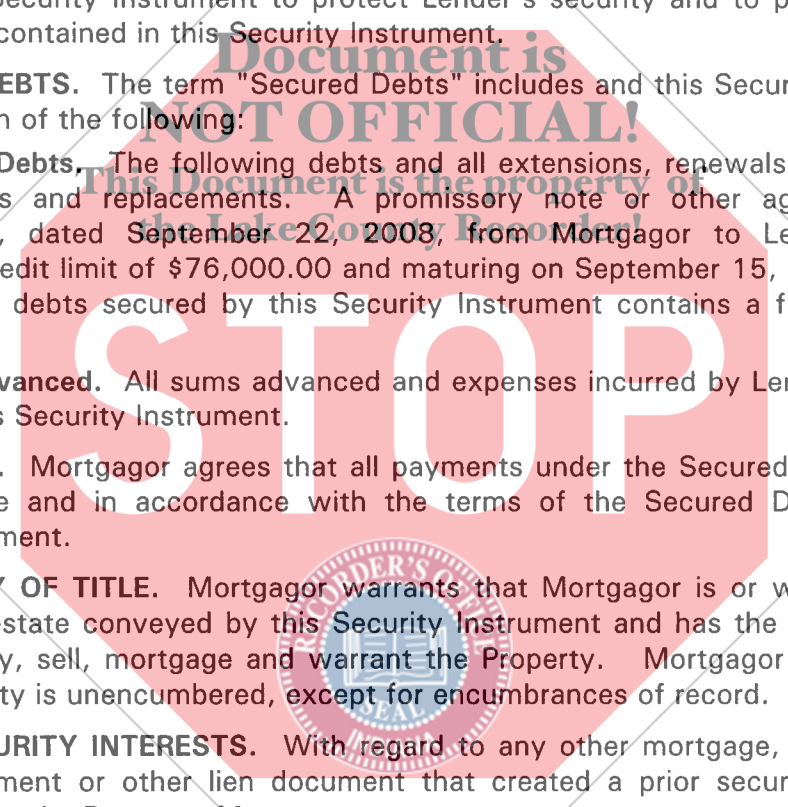 ecurity Instrument to protect Lender's security and to p
contained in this Security Instrument.
Document is
EBTS. The term "Secured Debts" includes and this Secur
n of the following:
NOT OFFICIAL!
Debts. The following debts and all extensions, renewals
This Document is the property of
s and replacements. A promissory note or other ag
the Lake County Recorder!
, dated September 22, 2008, from Mortgagor to Le
edit limit of $76,000.00 and maturing on September 15,
debts secured by this Security Instrument contains a f
STOP
vanced. All sums advanced and expenses incurred by Len
s Security Instrument.
. Mortgagor agrees that all payments under the Secured
e and in accordance with the terms of the Secured D
ment.
Y OF TITLE. Mortgagor warrants that Mortgagor is or w
estate conveyed by this Security Instrument and has the
y, sell, mortgage and warrant the Property. Mortgagor
ty is unencumbered, except for encumbrances of record.
RECORDER'S OFFICE
SEAL
INDIANA
URITY INTERESTS. With regard to any other mortgage,
ment or other lien document that created a prior secur